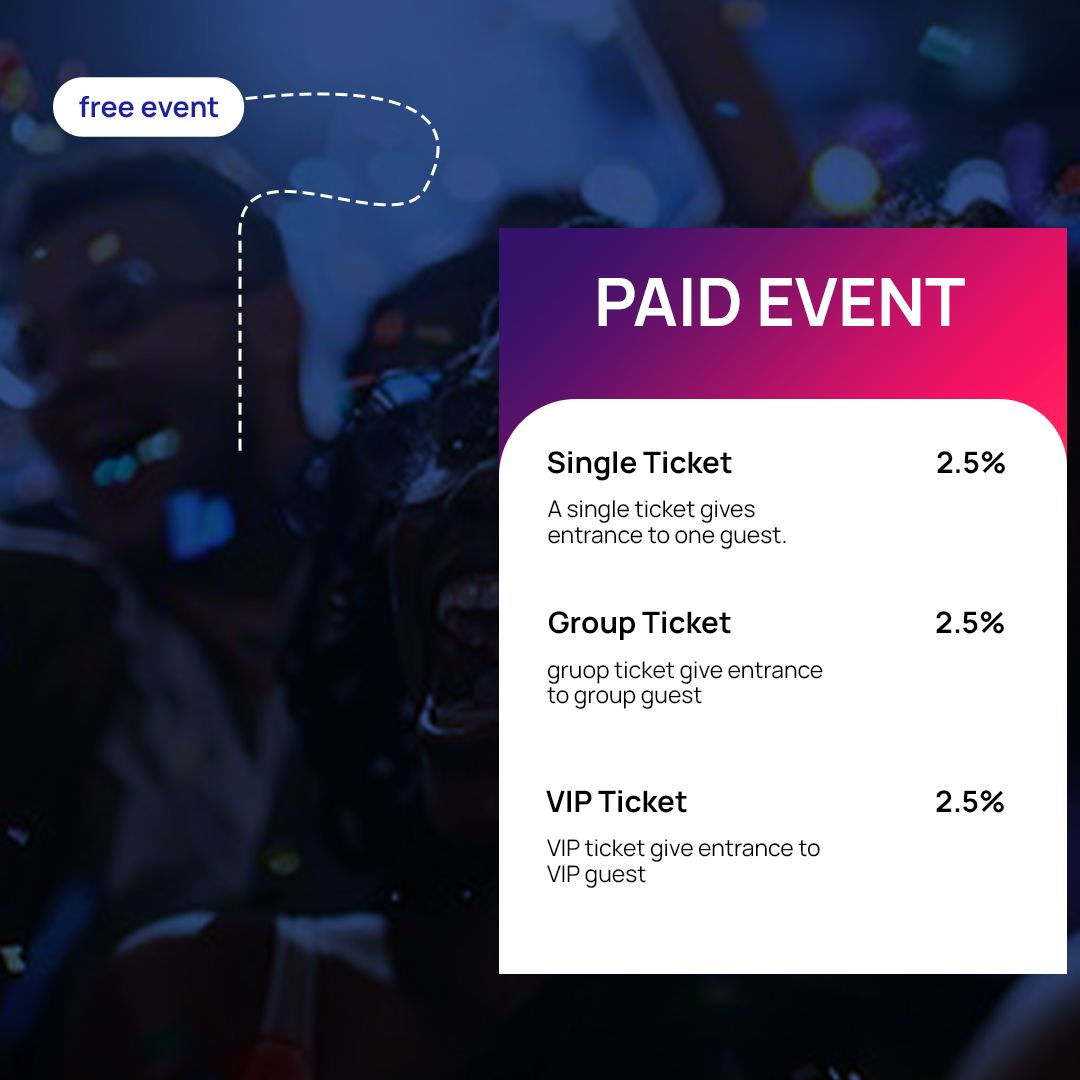 free event
PAID EVENT
Single Ticket 2.5%
A single ticket gives
entrance to one guest.
Group Ticket 2.5%
gruop ticket give entrance
to group guest
VIP Ticket 2.5%
VIP ticket give entrance to
VIP guest